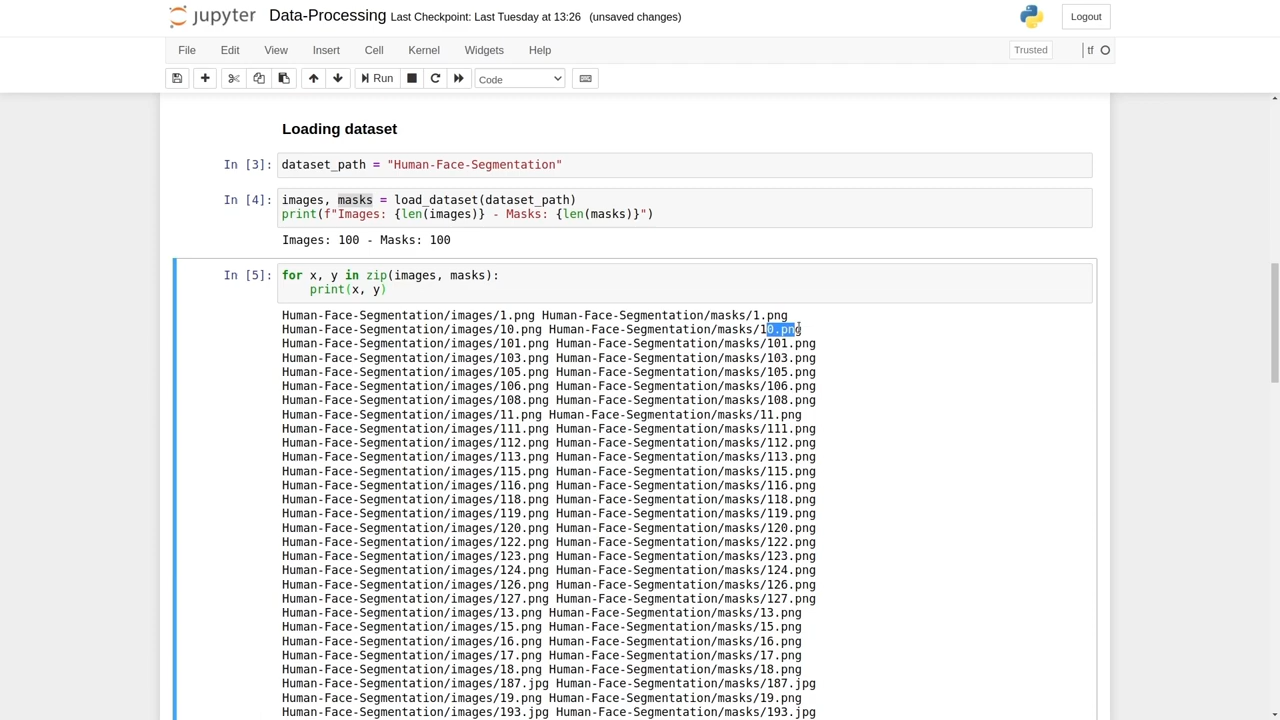 jupyter Data-Processing Last Checkpoint: Last Tuesday at 13:26 (unsaved changes) Logout
File Edit View Insert Cell Kernel Widgets Help Trusted tf
Run Code
Loading dataset
In [3]: dataset_path = "Human-Face-Segmentation"
In [4]: images, masks = load_dataset(dataset_path)
print(f"Images: {len(images)} - Masks: {len(masks)}")
Images: 100 - Masks: 100
In [5]: for x, y in zip(images, masks):
print(x, y)
Human-Face-Segmentation/images/1.png Human-Face-Segmentation/masks/1.png
Human-Face-Segmentation/images/10.png Human-Face-Segmentation/masks/10.png
Human-Face-Segmentation/images/101.png Human-Face-Segmentation/masks/101.png
Human-Face-Segmentation/images/103.png Human-Face-Segmentation/masks/103.png
Human-Face-Segmentation/images/105.png Human-Face-Segmentation/masks/105.png
Human-Face-Segmentation/images/106.png Human-Face-Segmentation/masks/106.png
Human-Face-Segmentation/images/108.png Human-Face-Segmentation/masks/108.png
Human-Face-Segmentation/images/11.png Human-Face-Segmentation/masks/11.png
Human-Face-Segmentation/images/111.png Human-Face-Segmentation/masks/111.png
Human-Face-Segmentation/images/112.png Human-Face-Segmentation/masks/112.png
Human-Face-Segmentation/images/113.png Human-Face-Segmentation/masks/113.png
Human-Face-Segmentation/images/115.png Human-Face-Segmentation/masks/115.png
Human-Face-Segmentation/images/116.png Human-Face-Segmentation/masks/116.png
Human-Face-Segmentation/images/118.png Human-Face-Segmentation/masks/118.png
Human-Face-Segmentation/images/119.png Human-Face-Segmentation/masks/119.png
Human-Face-Segmentation/images/120.png Human-Face-Segmentation/masks/120.png
Human-Face-Segmentation/images/122.png Human-Face-Segmentation/masks/122.png
Human-Face-Segmentation/images/123.png Human-Face-Segmentation/masks/123.png
Human-Face-Segmentation/images/124.png Human-Face-Segmentation/masks/124.png
Human-Face-Segmentation/images/126.png Human-Face-Segmentation/masks/126.png
Human-Face-Segmentation/images/127.png Human-Face-Segmentation/masks/127.png
Human-Face-Segmentation/images/13.png Human-Face-Segmentation/masks/13.png
Human-Face-Segmentation/images/15.png Human-Face-Segmentation/masks/15.png
Human-Face-Segmentation/images/16.png Human-Face-Segmentation/masks/16.png
Human-Face-Segmentation/images/17.png Human-Face-Segmentation/masks/17.png
Human-Face-Segmentation/images/18.png Human-Face-Segmentation/masks/18.png
Human-Face-Segmentation/images/187.jpg Human-Face-Segmentation/masks/187.jpg
Human-Face-Segmentation/images/19.png Human-Face-Segmentation/masks/19.png
Human-Face-Segmentation/images/193.jpg Human-Face-Segmentation/masks/193.jpg